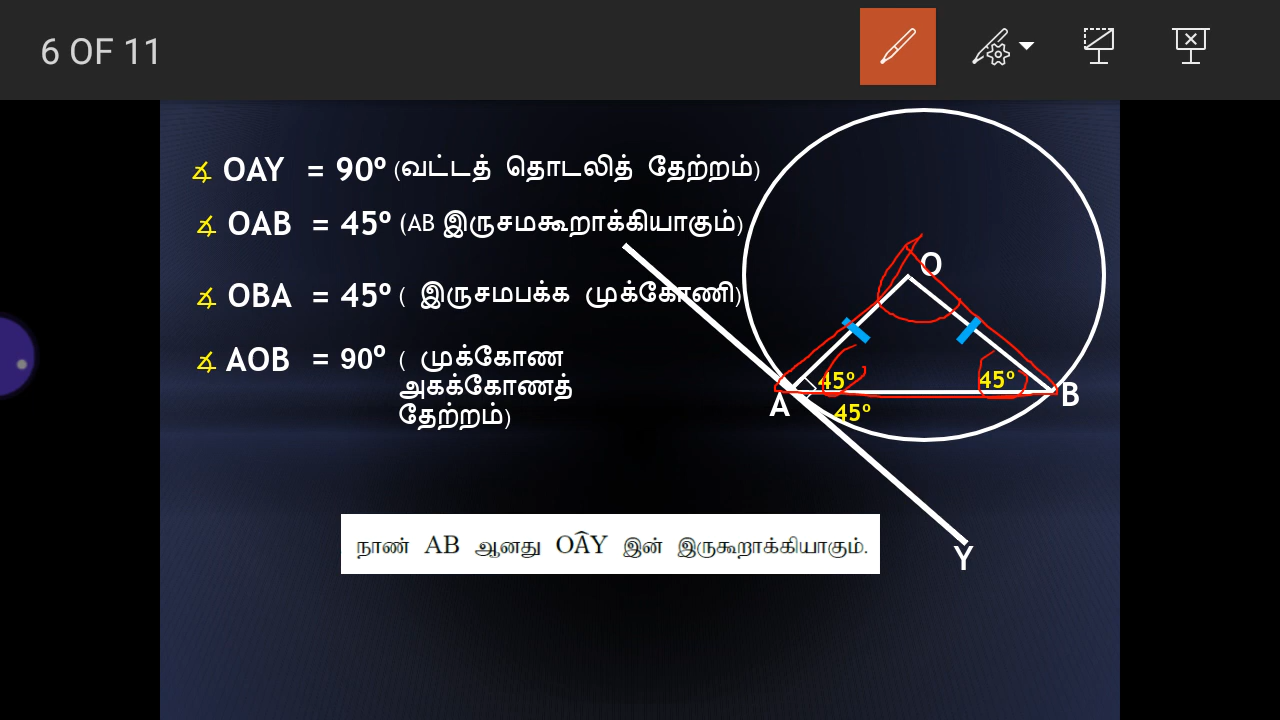 6 OF 11
∡ OAY = 90º (வட்டத் தொடலித் தேற்றம்)
∡ OAB = 45º (AB இருசமகூறாக்கியாகும்)
∡ OBA = 45º ( இருசமபக்க முக்கோணி)
∡ AOB = 90º ( முக்கோண
அகக்கோணத்
தேற்றம்)
O
45º
45º
A
B
45º
Y
நாண் AB ஆனது OÂY இன் இருகூறாக்கியாகும்.